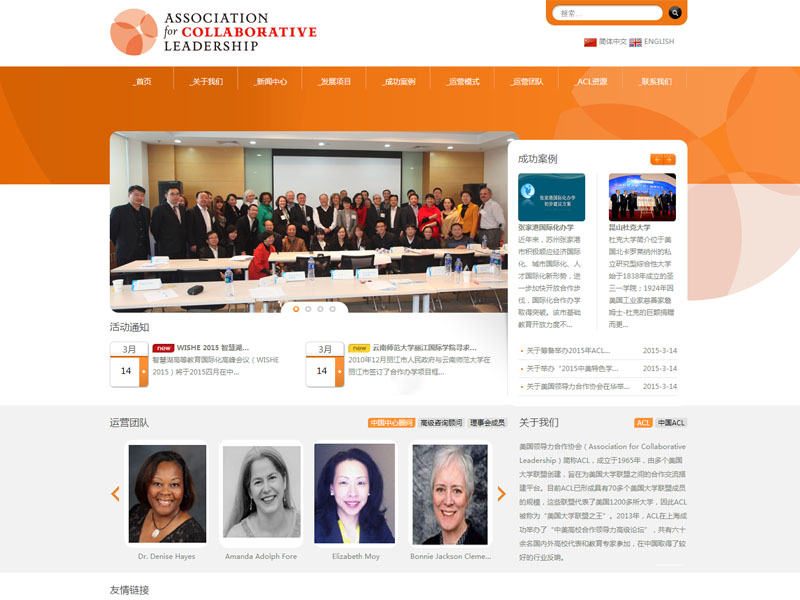 ASSOCIATION
for COLLABORATIVE
LEADERSHIP
搜索...
简体中文 ENGLISH
_首页 _关于我们 _新闻中心 _发展项目 _成功案例 _运营模式 _运营团队 _ACL资源 _联系我们
成功案例
张家港国际化办学
初步建议方案
张家港国际化办学
近年来，苏州张家港
市积极顺应经济国际
化、城市国际化、人
才国际化新形势，进
一步加快开放合作步
伐，国际化合作办学
取得突破。该市基础
教育开放力度不...
昆山杜克大学
杜克大学简介位于美
国北卡罗莱纳州的私
立研究型综合性大学
始于1838年成立的圣
三一学院；1924年因
美国工业家慈善家詹
姆士·杜克的巨额捐赠
而更...
关于筹备举办2015年ACL... 2015-3-14
关于举办“2015中美特色学... 2015-3-14
关于美国领导力合作协会在华举... 2015-3-14
活动通知
3月
14
new WISHE 2015 智慧湖...
智慧湖高等教育国际化高峰会议（WISHE
2015）将于2015四月在中...
3月
14
new 云南师范大学丽江国际学院寻求...
2010年12月丽江市人民政府与云南师范大学在
丽江市签订了合作办学项目框...
运营团队
中国中心顾问 高级咨询顾问 理事会成员
Dr. Denise Hayes
Amanda Adolph Fore
Elizabeth Moy
Bonnie Jackson Cleme...
关于我们
ACL 中国ACL
美国领导力合作协会（Association for Collaborative
Leadership）简称ACL，成立于1965年，由多个美国
大学联盟创建，旨在为美国大学联盟之间的合作交流搭
建平台。目前ACL已形成具有70多个美国大学联盟成员
的规模，这些联盟代表了美国1200多所大学，因此ACL
被称为“美国大学联盟之王”。2013年，ACL在上海成
功举办了“中美高校合作领导力高级论坛”，共有六十
余名国内外高校代表和教育专家参加，在中国取得了较
好的行业反响。
友情链接